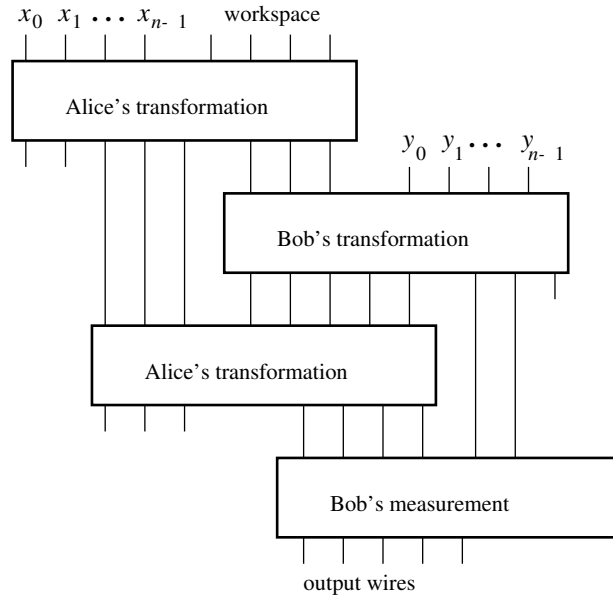 x₀ x₁ ••• xₙ₋ ₁ workspace
Alice's transformation
y₀ y₁ ••• yₙ₋ ₁
Bob's transformation
Alice's transformation
Bob's measurement
output wires